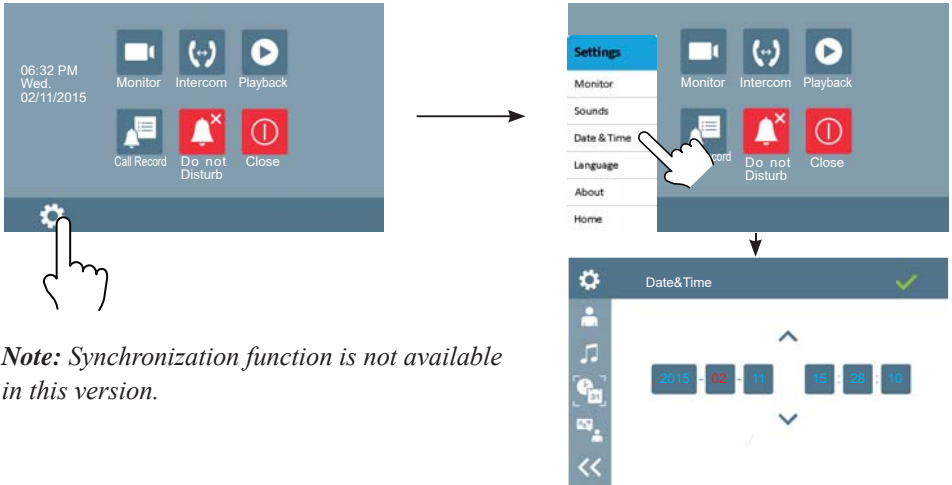 06:32 PM
Wed.
02/11/2015
Monitor
Intercom
Playback
Call Record
Do not
Disturb
Close
Settings
Monitor
Sounds
Date & Time
Language
About
Home
Monitor
Intercom
Playback
cord
Do not
Disturb
Close
Note: Synchronization function is not available
in this version.
Date&Time
2015 - 02 - 11 15 : 28 : 10
31